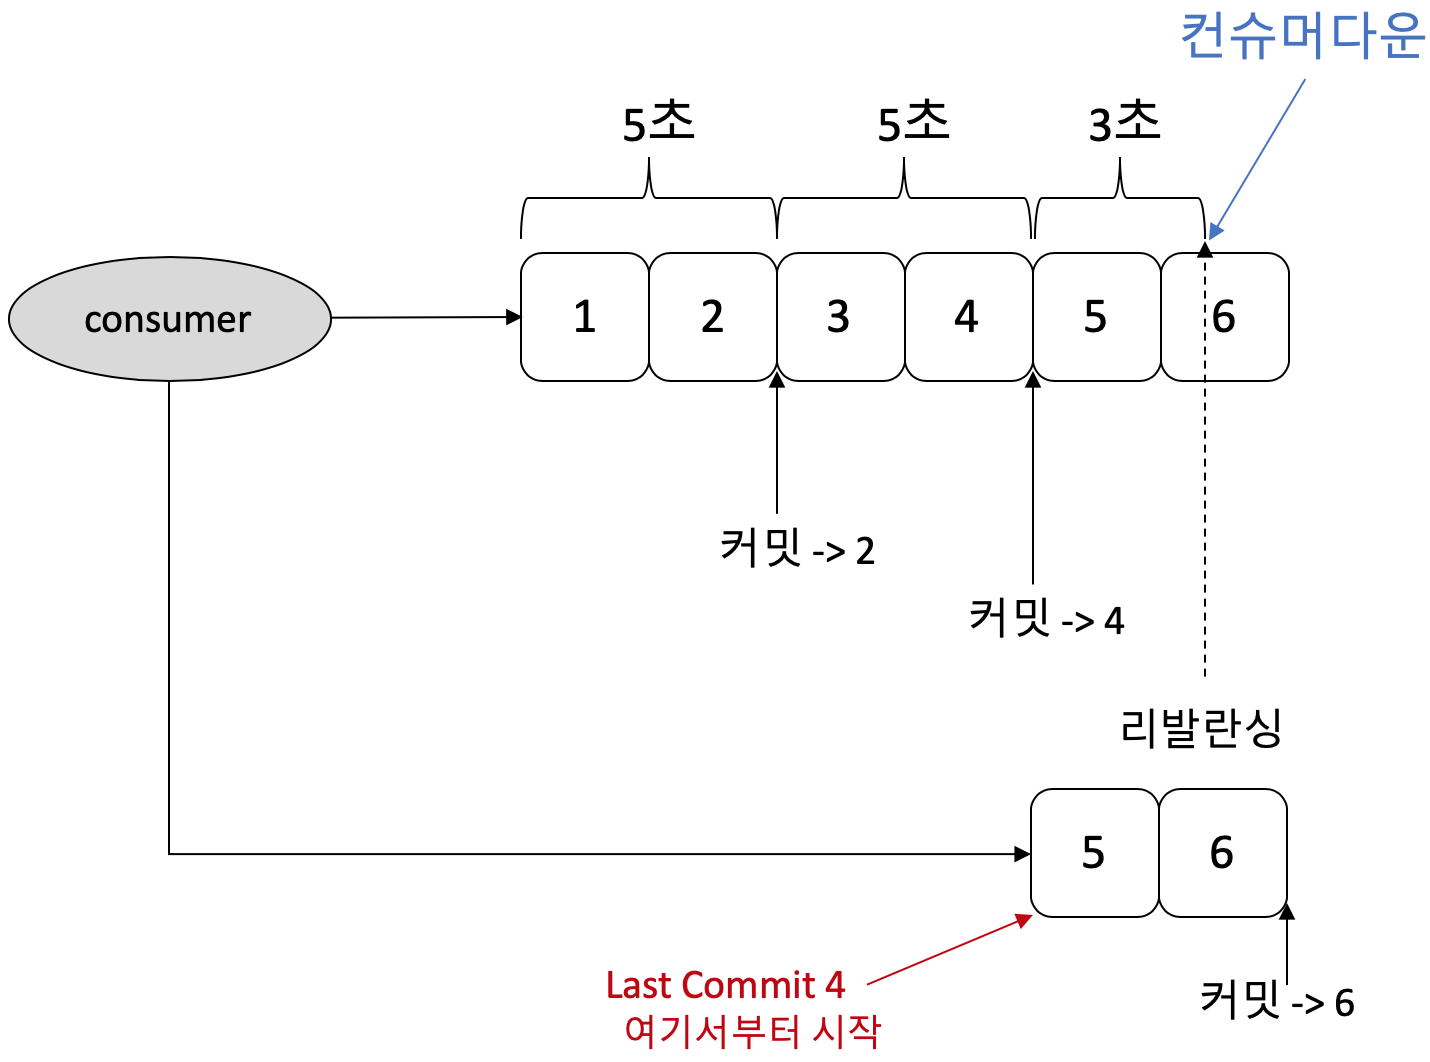 컨슈머다운
5초
5초
3초
consumer
1
2
3
4
5
6
커밋 -> 2
커밋 -> 4
리발란싱
5
6
Last Commit 4
여기서부터 시작
커밋 -> 6